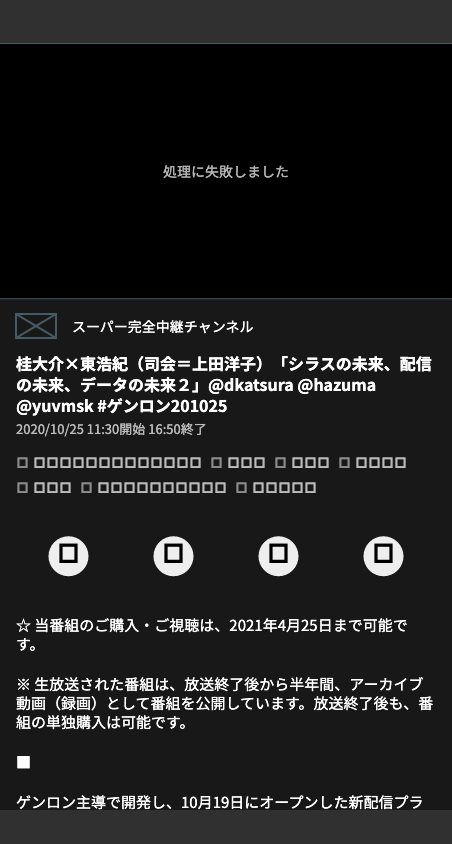 処理に失敗しました
スーパー完全中継チャンネル
桂大介×東浩紀（司会＝上田洋子）「シラスの未来、配信
の未来、データの未来２」@dkatsura @hazuma
@yuvmsk #ゲンロン201025
2020/10/25 11:30開始 16:50終了
☆ 当番組のご購入・ご視聴は、2021年4月25日まで可能で
す。
※ 生放送された番組は、放送終了後から半年間、アーカイブ
動画（録画）として番組を公開しています。放送終了後も、番
組の単独購入は可能です。
■
ゲンロン主導で開発し、10月19日にオープンした新配信プラ